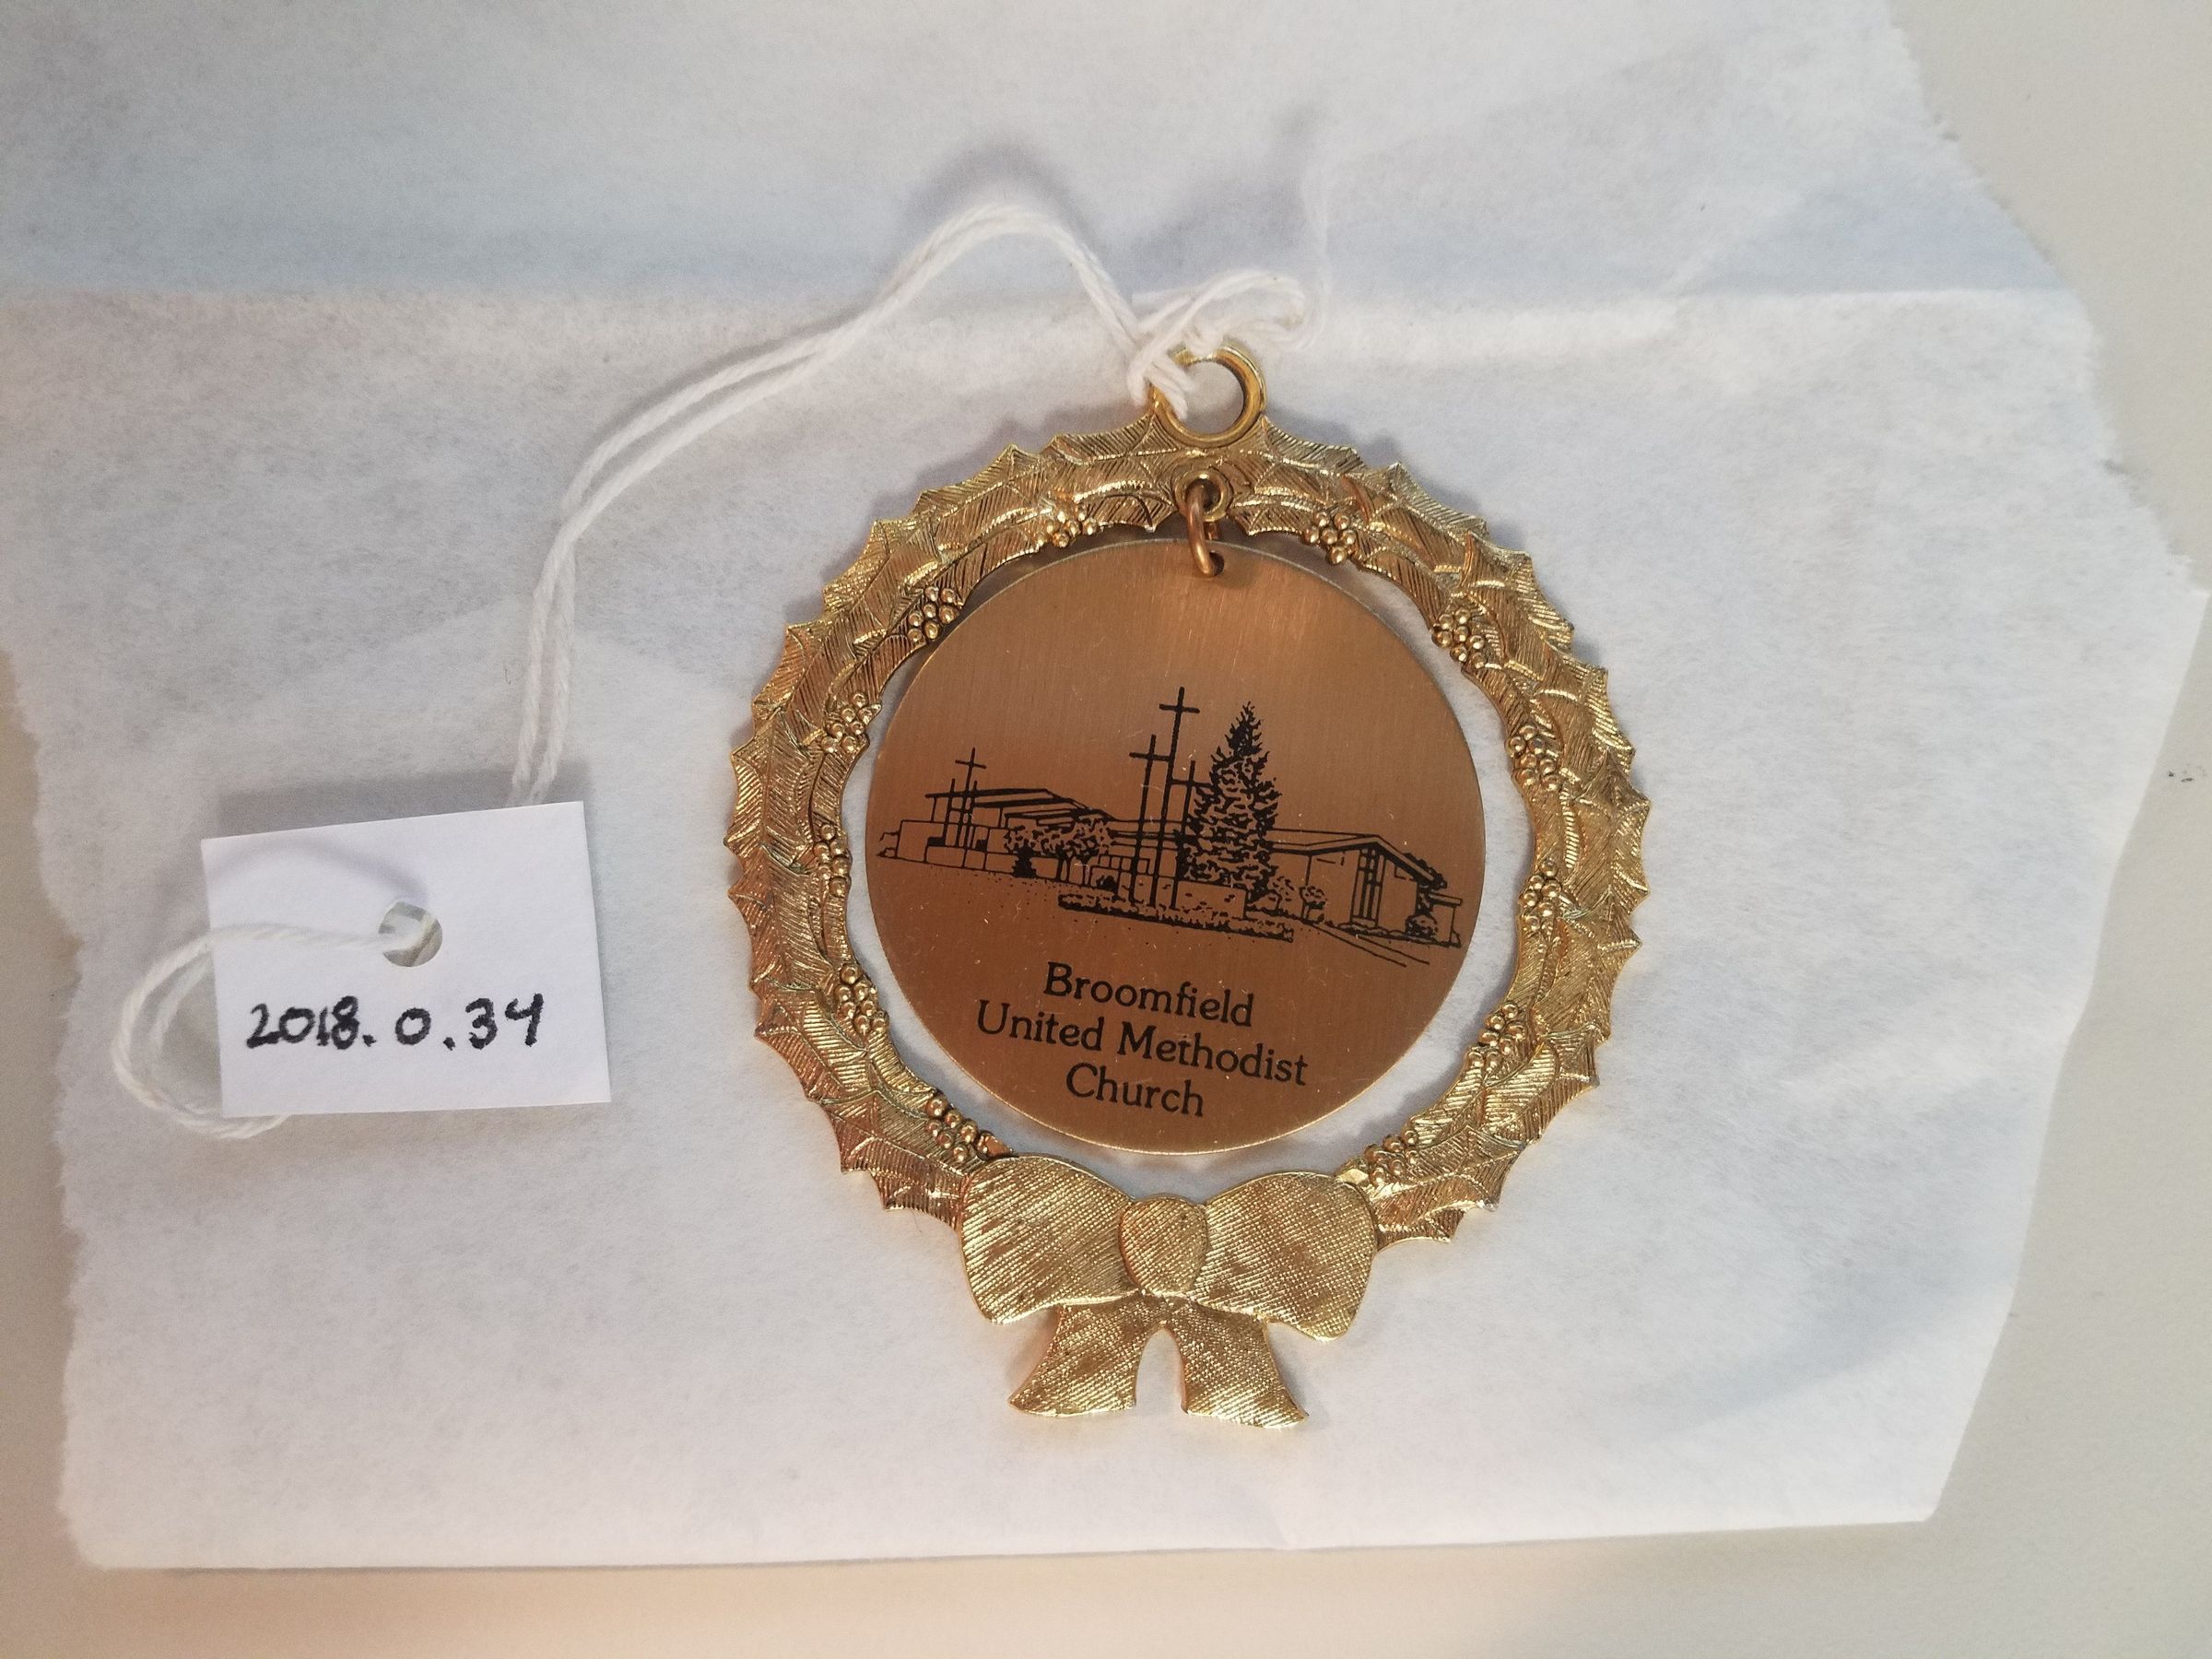 2018.0.34
Broomfield
United Methodist
Church